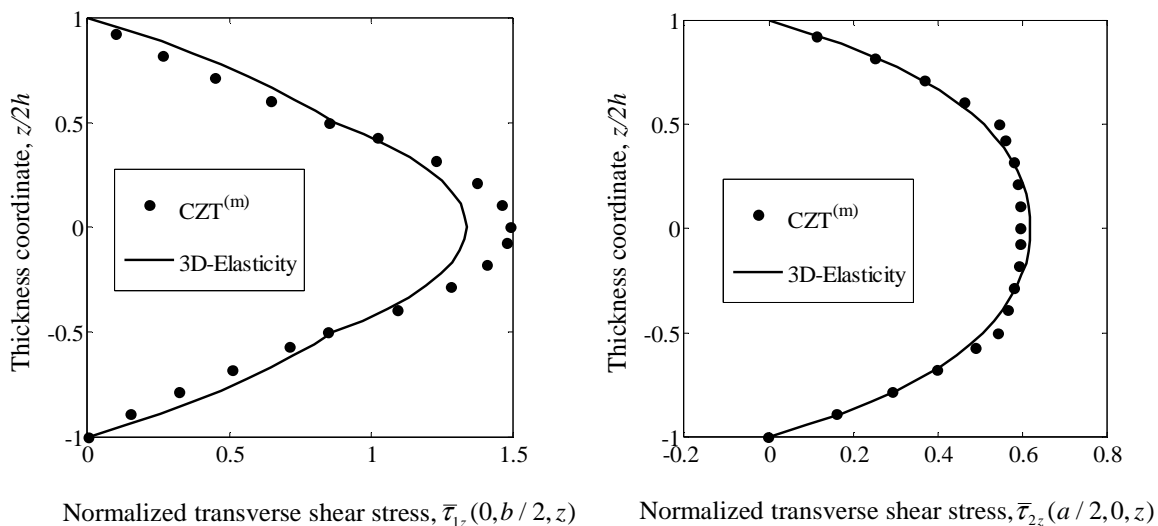 Thickness coordinate, z/2h
1
0.5
0
-0.5
-1
0
0.5
1
1.5
CZT^(m)
3D-Elasticity
Normalized transverse shear stress, τ̄₁z(0, b / 2, z)
Thickness coordinate, z/2h
1
0.5
0
-0.5
-1
-0.2
0
0.2
0.4
0.6
0.8
CZT^(m)
3D-Elasticity
Normalized transverse shear stress, τ̄₂z(a / 2,0, z)